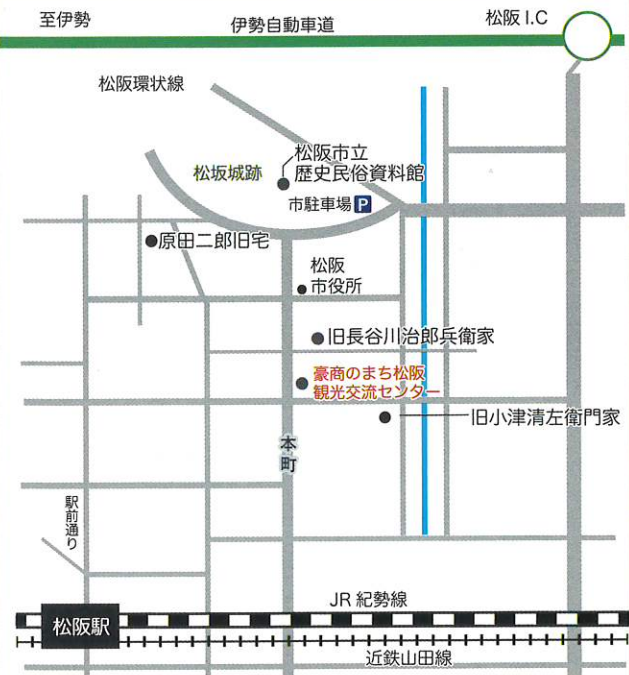 至伊勢
伊勢自動車道
松阪 I.C
松阪環状線
松阪市立
歴史民俗資料館
松坂城跡
市駐車場 P
原田二郎旧宅
松阪
市役所
旧長谷川治郎兵衛家
豪商のまち松阪
観光交流センター
旧小津清左衛門家
本町
駅前通り
JR 紀勢線
松阪駅
近鉄山田線